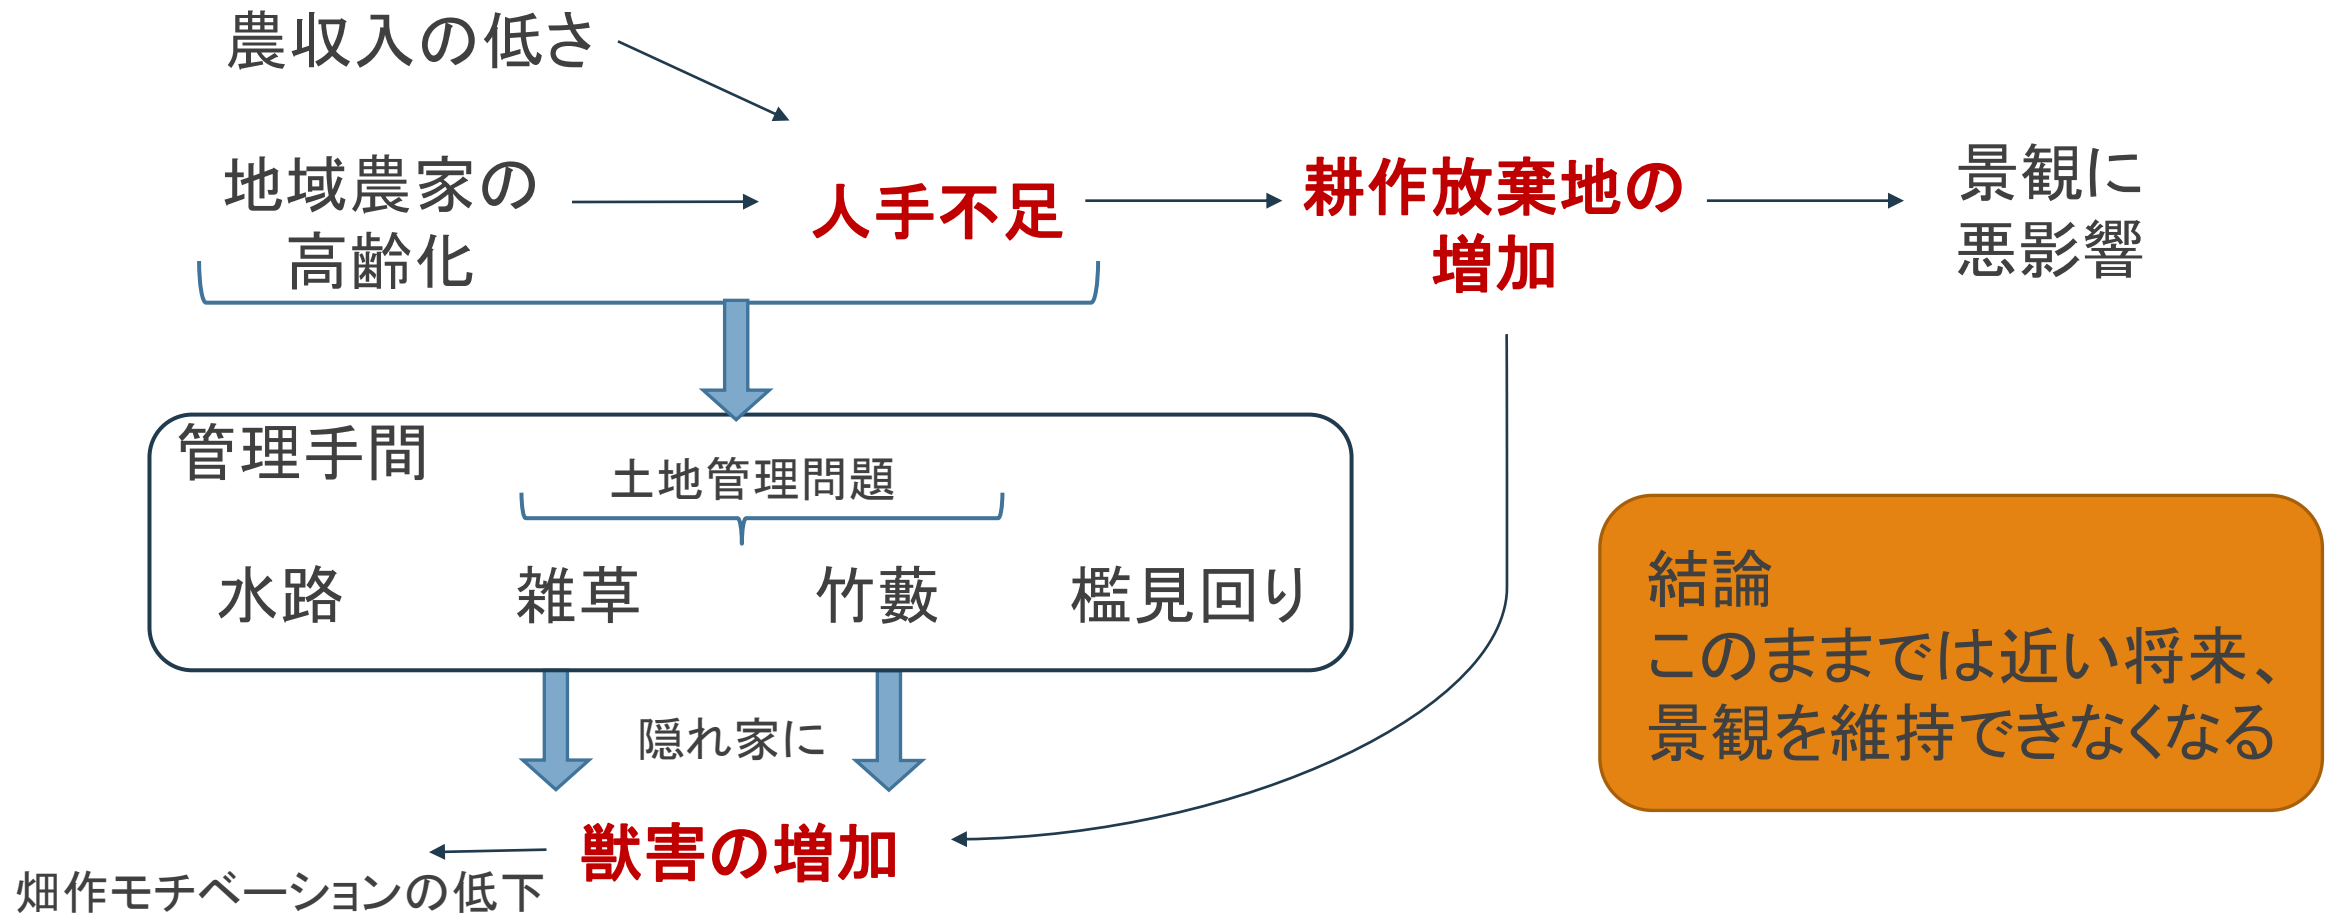 農収入の低さ
地域農家の
高齢化
人手不足
耕作放棄地の
増加
景観に
悪影響
管理手間
土地管理問題
水路
雑草
竹藪
檻見回り
隠れ家に
獣害の増加
畑作モチベーションの低下
結論
このままでは近い将来、
景観を維持できなくなる